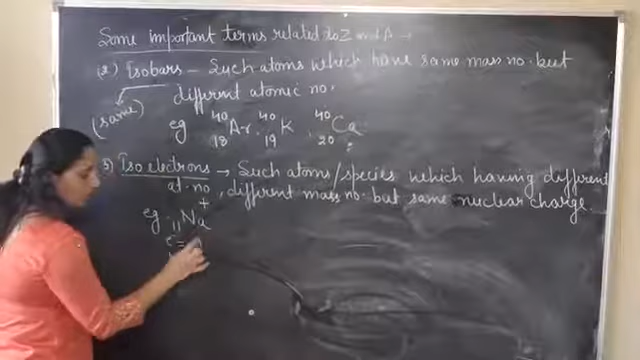 Some important terms related to Z and A -
(2) Isobars - Such atoms which have same mass no. but
(same) different atomic no.
eg 40 18 Ar, 40 19 K, 40 20 Ca
3) Iso electrons - Such atoms/species which having different
at. no, different mass no. but same nuclear charge.
eg. 11 Na +
e- =